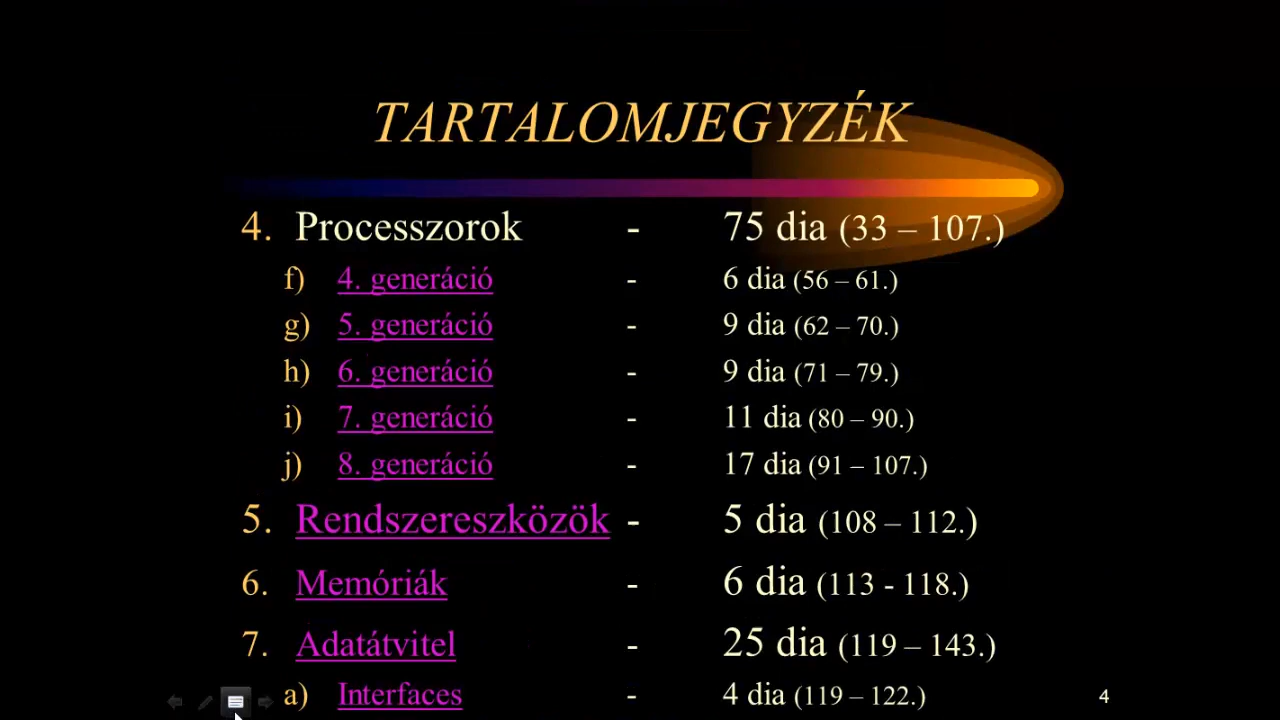 TARTALOMJEGYZÉK
4. Processzorok - 75 dia (33 – 107.)
f) 4. generáció - 6 dia (56 – 61.)
g) 5. generáció - 9 dia (62 – 70.)
h) 6. generáció - 9 dia (71 – 79.)
i) 7. generáció - 11 dia (80 – 90.)
j) 8. generáció - 17 dia (91 – 107.)
5. Rendszereszközök - 5 dia (108 – 112.)
6. Memóriák - 6 dia (113 - 118.)
7. Adatátvitel - 25 dia (119 – 143.)
a) Interfaces - 4 dia (119 – 122.)
4